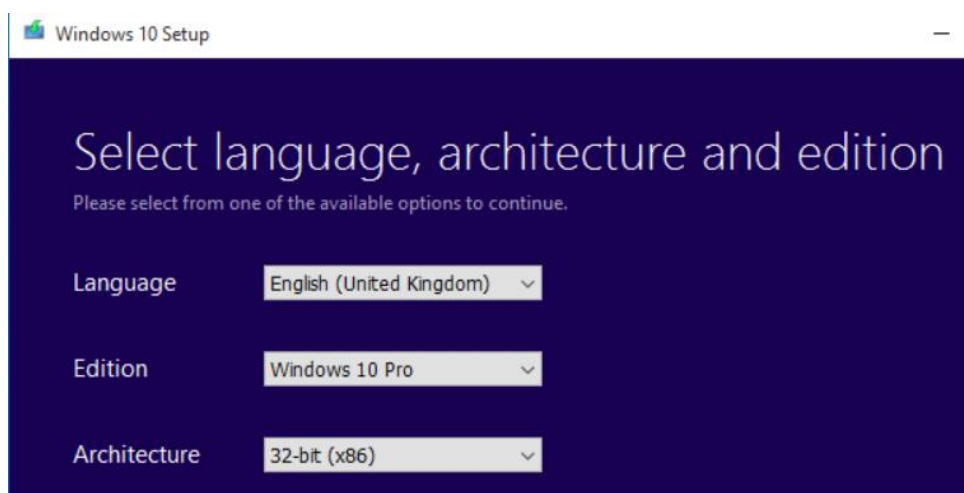 Windows 10 Setup
Select language, architecture and edition
Please select from one of the available options to continue.
Language English (United Kingdom)
Edition Windows 10 Pro
Architecture 32-bit (x86)